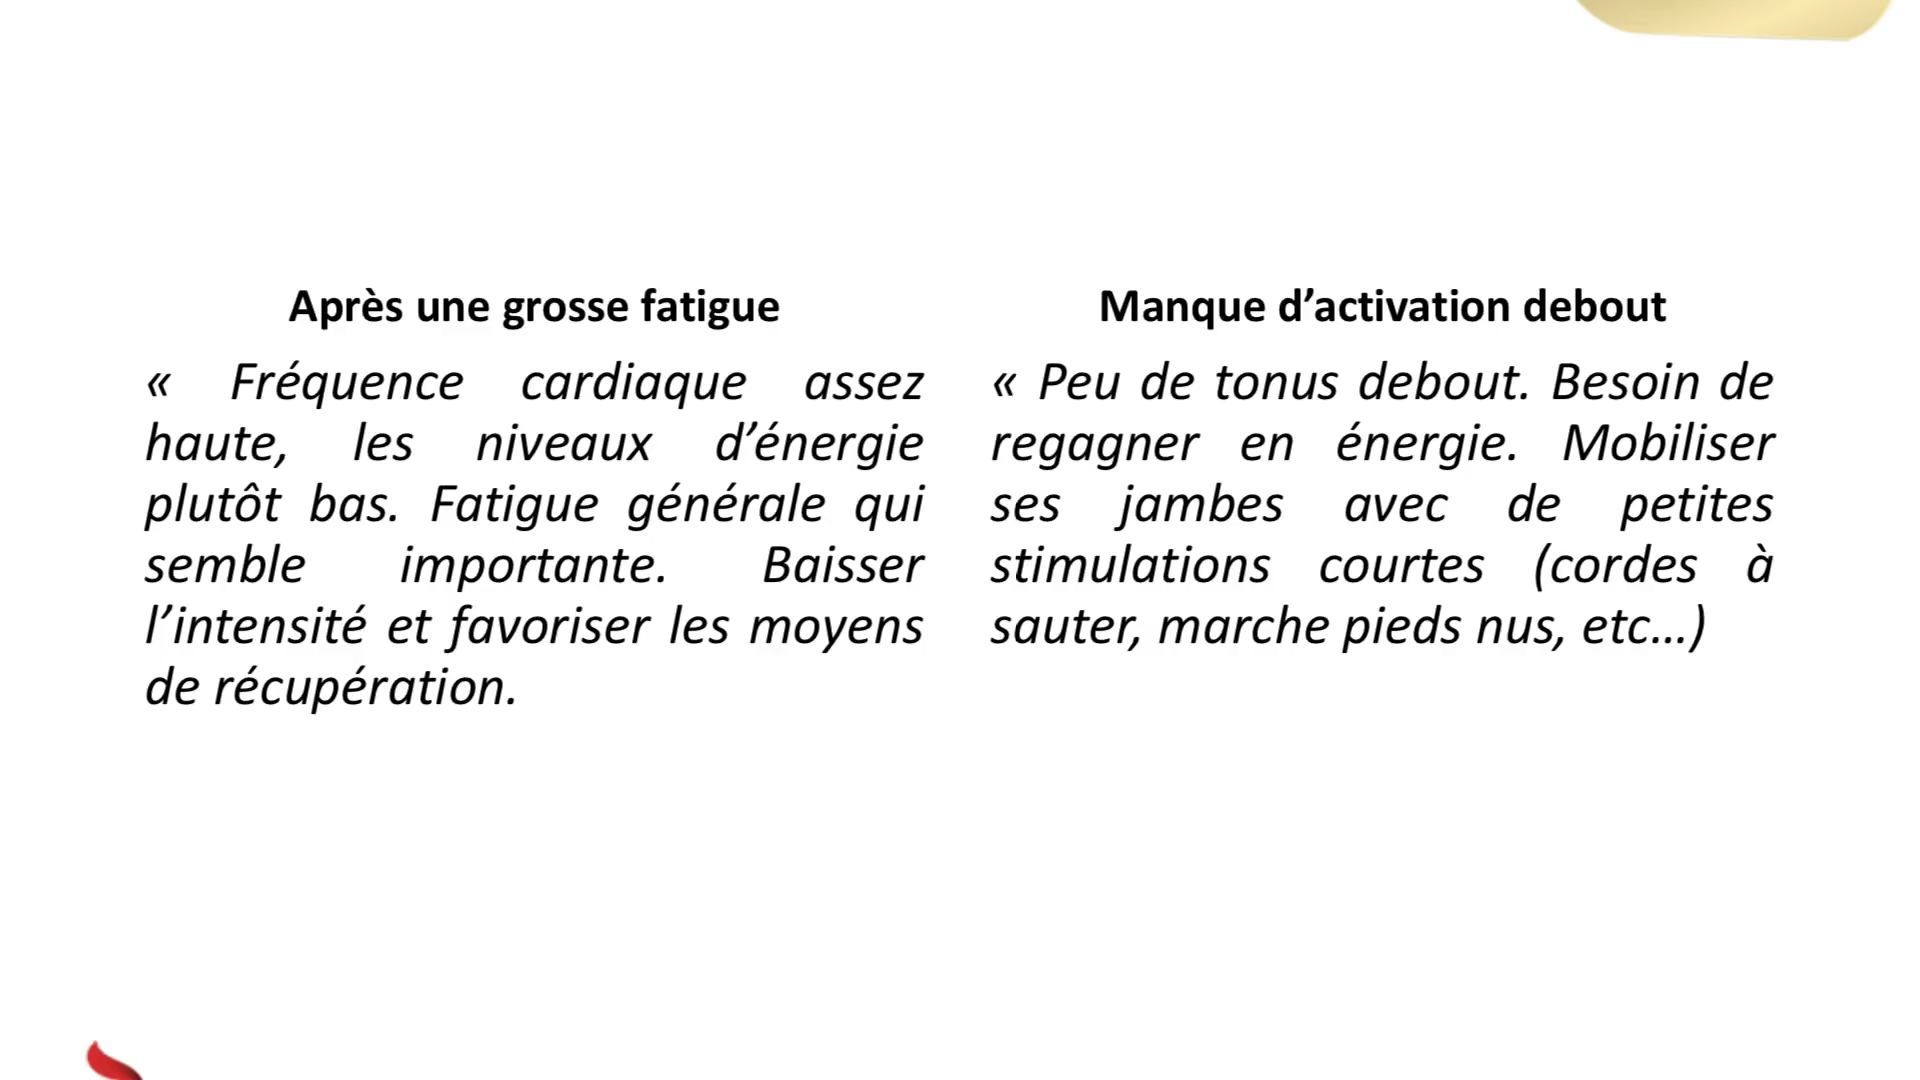 Après une grosse fatigue
« Fréquence cardiaque assez
haute, les niveaux d’énergie
plutôt bas. Fatigue générale qui
semble importante. Baisser
l’intensité et favoriser les moyens
de récupération.
Manque d’activation debout
« Peu de tonus debout. Besoin de
regagner en énergie. Mobiliser
ses jambes avec de petites
stimulations courtes (cordes à
sauter, marche pieds nus, etc…)